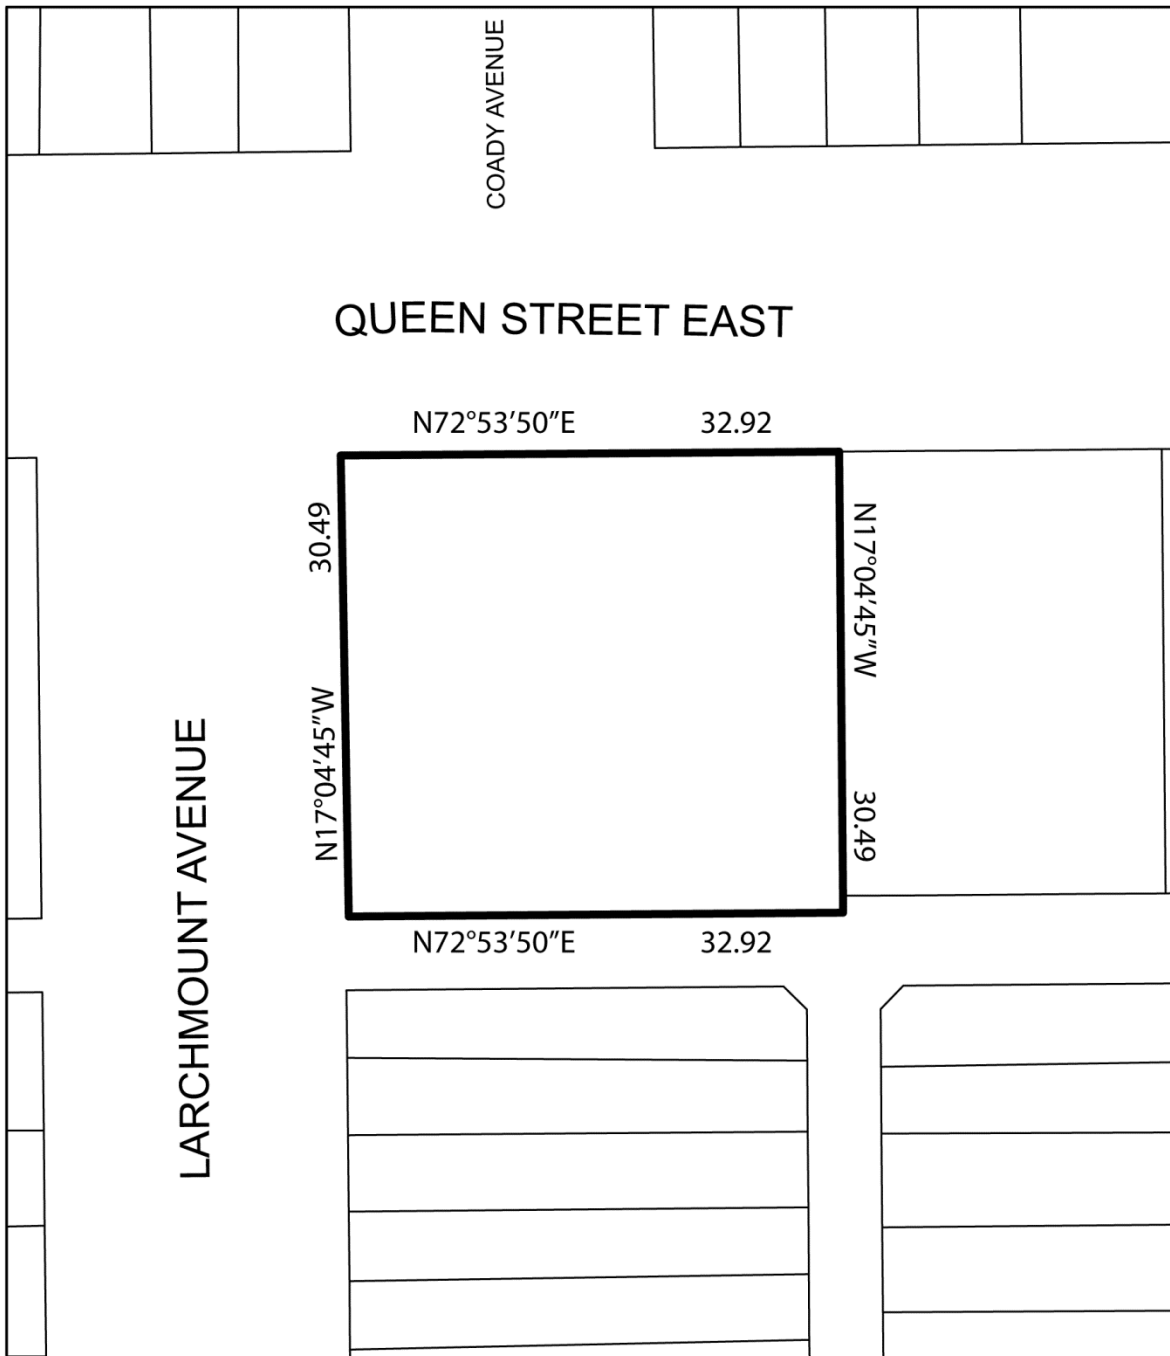 COADY AVENUE
QUEEN STREET EAST
N72°53'50"E 32.92
30.49
N17°04'45"W
N17°04'45"W
30.49
LARCHMOUNT AVENUE
N72°53'50"E 32.92